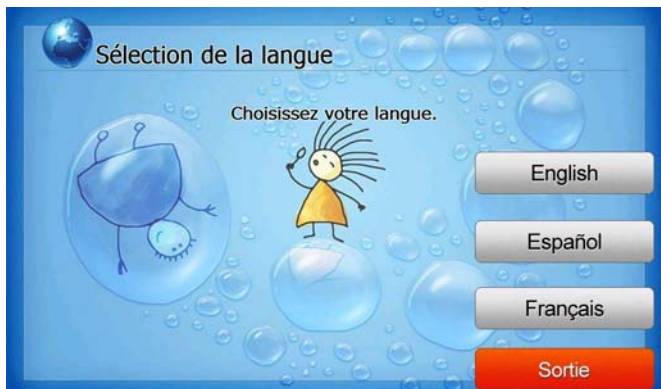 Sélection de la langue
Choisissez votre langue.
English
Español
Français
Sortie